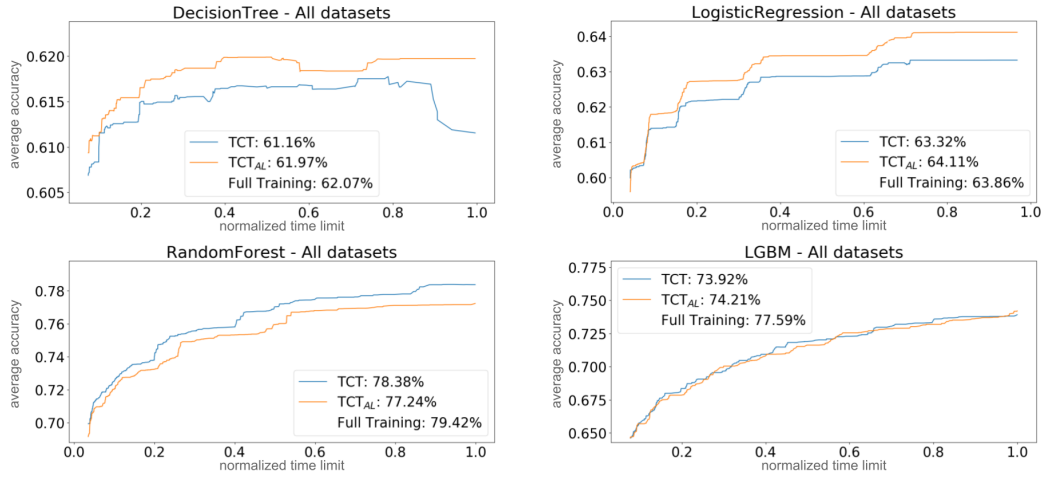 DecisionTree - All datasets
average accuracy
0.620
0.615
0.610
0.605
TCT: 61.16%
TCT_AL: 61.97%
Full Training: 62.07%
0.2 0.4 0.6 0.8 1.0
normalized time limit
LogisticRegression - All datasets
average accuracy
0.64
0.63
0.62
0.61
0.60
TCT: 63.32%
TCT_AL: 64.11%
Full Training: 63.86%
0.0 0.2 0.4 0.6 0.8 1.0
normalized time limit
RandomForest - All datasets
average accuracy
0.78
0.76
0.74
0.72
0.70
TCT: 78.38%
TCT_AL: 77.24%
Full Training: 79.42%
0.0 0.2 0.4 0.6 0.8 1.0
normalized time limit
LGBM - All datasets
average accuracy
0.775
0.750
0.725
0.700
0.675
0.650
TCT: 73.92%
TCT_AL: 74.21%
Full Training: 77.59%
0.2 0.4 0.6 0.8 1.0
normalized time limit